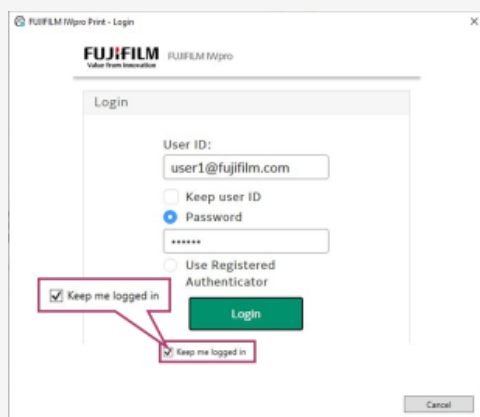 FUJIFILM IWpro Print - Login
FUJIFILM
Value from Innovation
FUJIFILM IWpro
Login
User ID:
user1@fujifilm.com
Keep user ID
Password
••••••
Use Registered
Authenticator
Keep me logged in
Login
Keep me logged in
Cancel